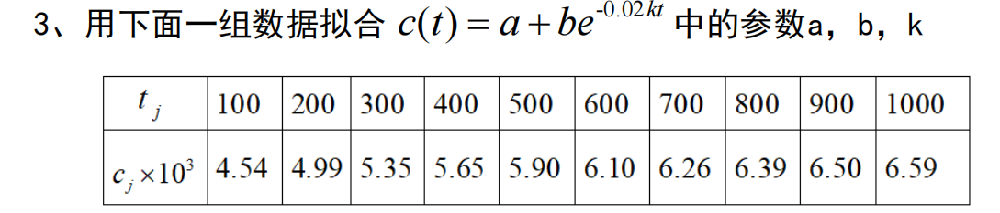 3、用下面一组数据拟合 c(t) = a + be^{-0.02kt} 中的参数a，b，k
t_j 100 200 300 400 500 600 700 800 900 1000
c_j×10^3 4.54 4.99 5.35 5.65 5.90 6.10 6.26 6.39 6.50 6.59